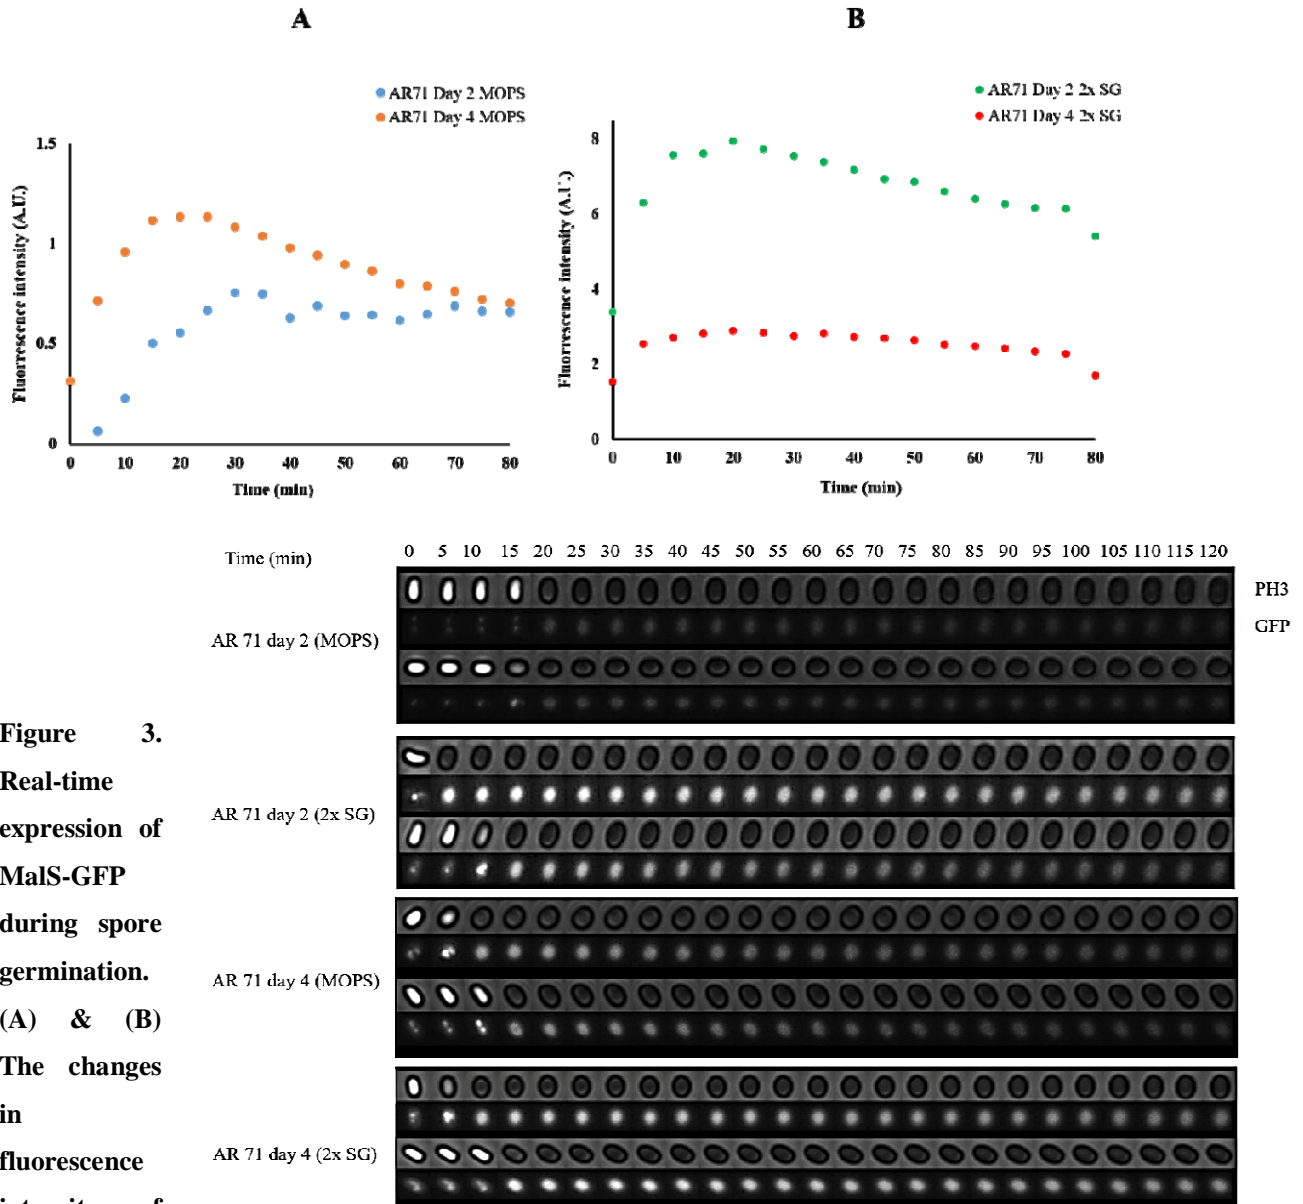 A
B
AR71 Day 2 MOPS
AR71 Day 4 MOPS
AR71 Day 2 2x SG
AR71 Day 4 2x SG
Fluorrescence intensity (A.U.)
1.5
1
0.5
0
0 10 20 30 40 50 60 70 80
Time (min)
Fluorrescence intensity (A.U.)
8
6
4
2
0
0 10 20 30 40 50 60 70 80
Time (min)
Time (min)
0 5 10 15 20 25 30 35 40 45 50 55 60 65 70 75 80 85 90 95 100 105 110 115 120
PH3
GFP
AR 71 day 2 (MOPS)
AR 71 day 2 (2x SG)
AR 71 day 4 (MOPS)
AR 71 day 4 (2x SG)
Figure 3.
Real-time
expression of
MalS-GFP
during spore
germination.
(A) & (B)
The changes
in
fluorescence